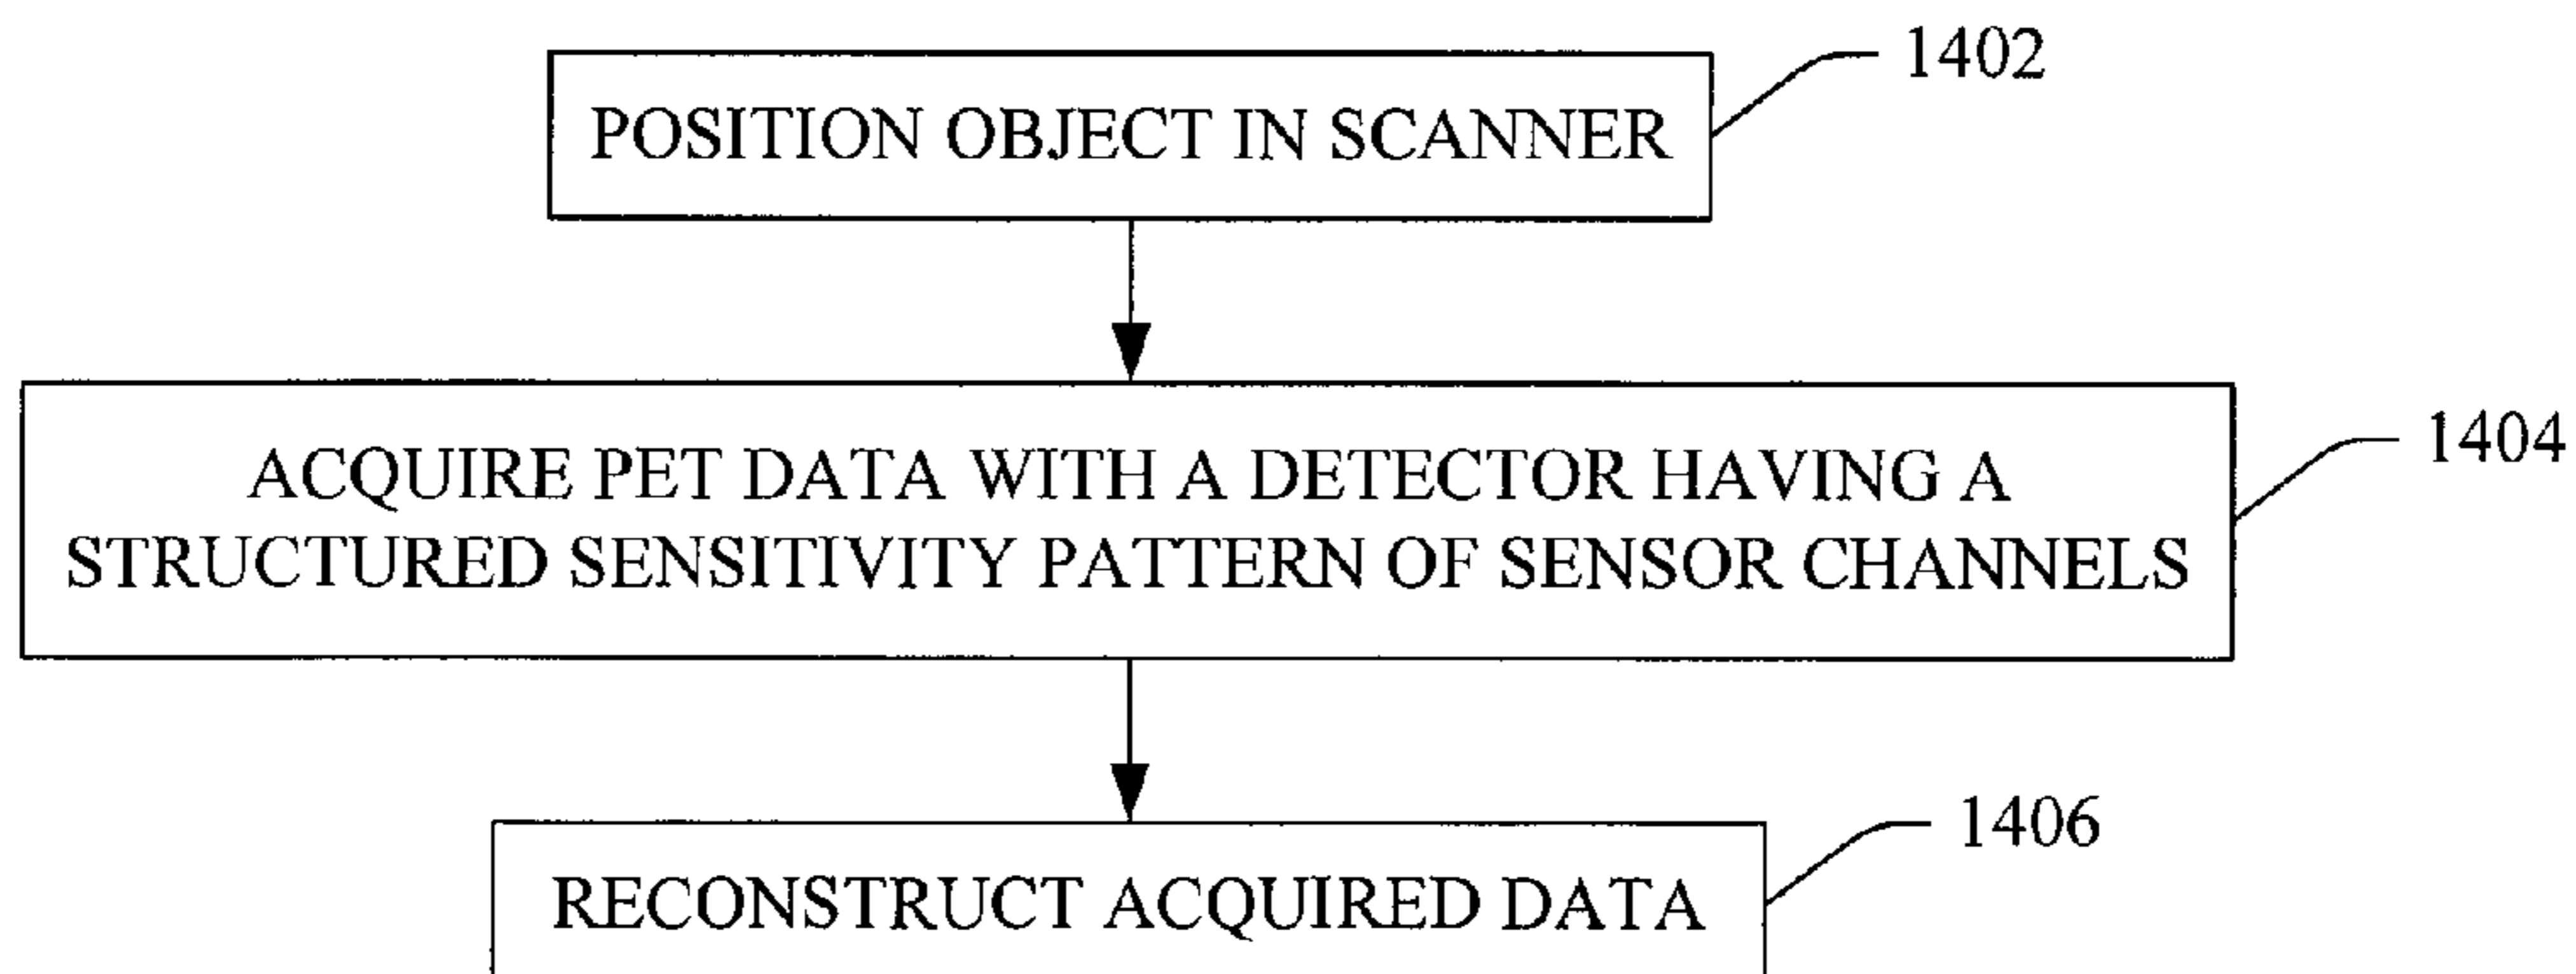 1402
POSITION OBJECT IN SCANNER
1404
ACQUIRE PET DATA WITH A DETECTOR HAVING A
STRUCTURED SENSITIVITY PATTERN OF SENSOR CHANNELS
1406
RECONSTRUCT ACQUIRED DATA